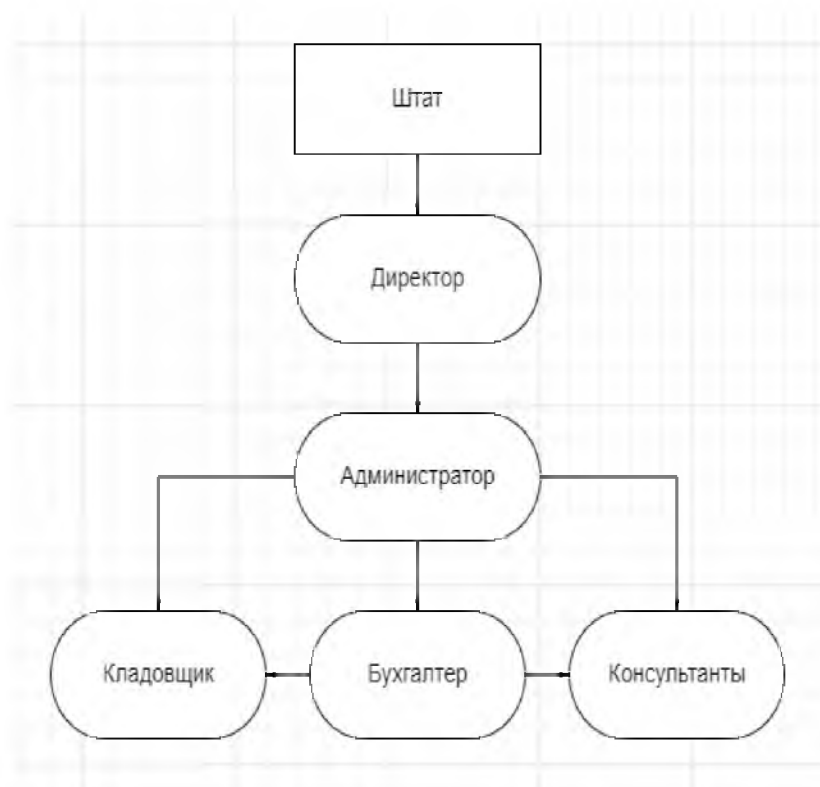 Штат
Директор
Администратор
Кладовщик
Бухгалтер
Консультанты